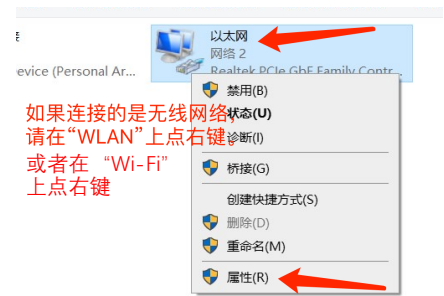 以太网
网络 2
evice (Personal Ar...
Realtek PCIe GbE Family Contr...
禁用(B)
如果连接的是无线网络，
状态(U)
请在“WLAN”上点右键。
诊断(I)
或者在 “Wi-Fi”
上点右键
桥接(G)
创建快捷方式(S)
删除(D)
重命名(M)
属性(R)